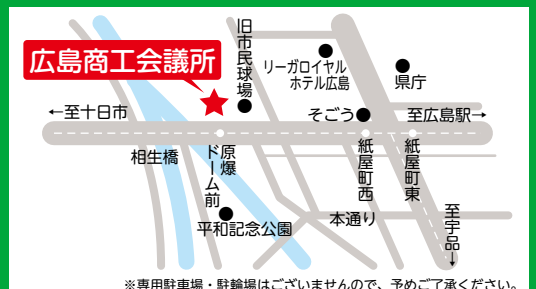 広島商工会議所
旧市民球場
リーガロイヤル
ホテル広島
県庁
←至十日市
そごう
至広島駅→
相生橋
原爆
ドーム前
紙屋町西
紙屋町東
平和記念公園
本通り
至宇品→
※専用駐車場・駐輪場はございませんので、予めご了承ください。